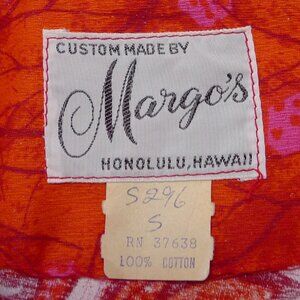 CUSTOM MADE BY
Margo's
HONOLULU, HAWAII
S296
S
RN 37638
100% COTTON